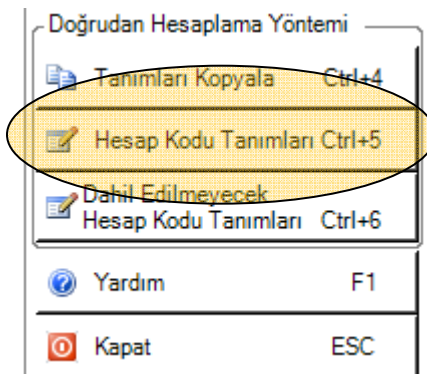 Doğrudan Hesaplama Yöntemi
Tanımları Kopyala Ctrl+4
Hesap Kodu Tanımları Ctrl+5
Dahil Edilmeyecek
Hesap Kodu Tanımları Ctrl+6
Yardım F1
Kapat ESC